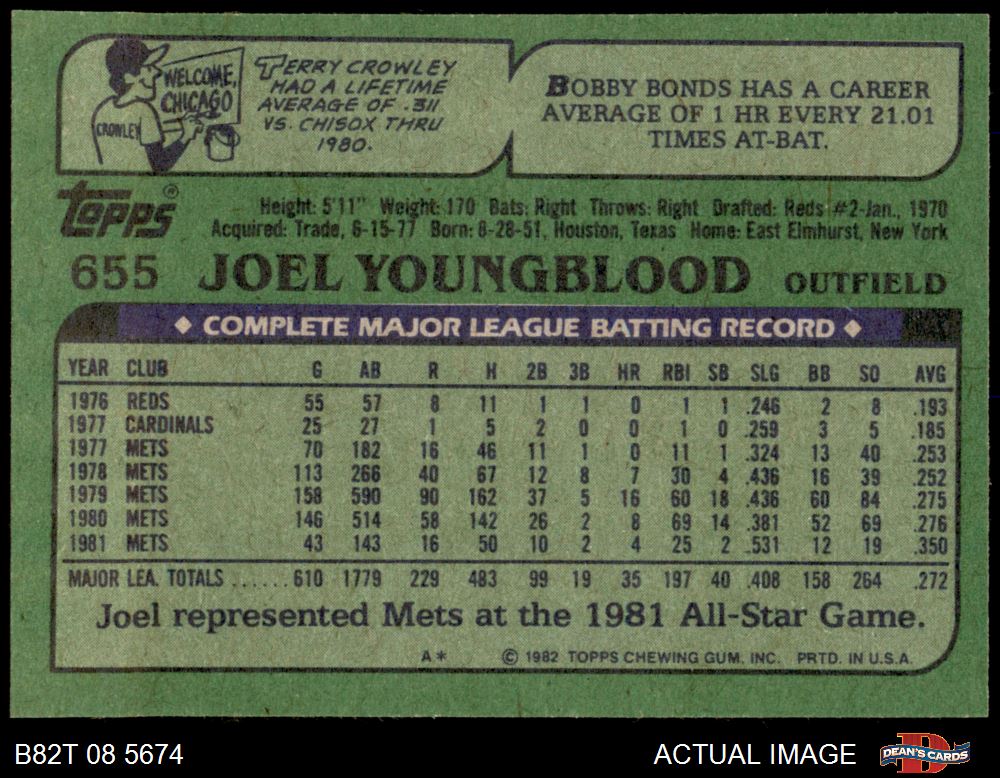 WELCOME,
CHICAGO
CROWLEY
TERRY CROWLEY
HAD A LIFETIME
AVERAGE OF .311
VS. CHISOX THRU
1980.
BOBBY BONDS HAS A CAREER
AVERAGE OF 1 HR EVERY 21.01
TIMES AT-BAT.
topps®
Height: 5'11" Weight: 170 Bats: Right Throws: Right Drafted: Reds #2-Jan., 1970
Acquired: Trade, 6-15-77 Born: 8-28-51, Houston, Texas Home: East Elmhurst, New York
655 JOEL YOUNGBLOOD OUTFIELD
◆ COMPLETE MAJOR LEAGUE BATTING RECORD ◆
YEAR CLUB G AB R H 2B 3B HR RBI SB SLG BB SO AVG
1976 REDS 55 57 8 11 1 1 0 1 1 .246 2 8 .193
1977 CARDINALS 25 27 1 5 2 0 0 1 0 .259 3 5 .185
1977 METS 70 182 16 46 11 1 0 11 1 .324 13 40 .253
1978 METS 113 266 40 67 12 8 7 30 4 .436 16 39 .252
1979 METS 158 590 90 162 37 5 16 60 18 .436 60 84 .275
1980 METS 146 514 58 142 26 2 8 69 14 .381 52 69 .276
1981 METS 43 143 16 50 10 2 4 25 2 .531 12 19 .350
MAJOR LEA. TOTALS ......610 1779 229 483 99 19 35 197 40 .408 158 264 .272
Joel represented Mets at the 1981 All-Star Game.
A* © 1982 TOPPS CHEWING GUM, INC. PRTD. IN U.S.A.
B82T 08 5674 ACTUAL IMAGE DEAN'S CARDS